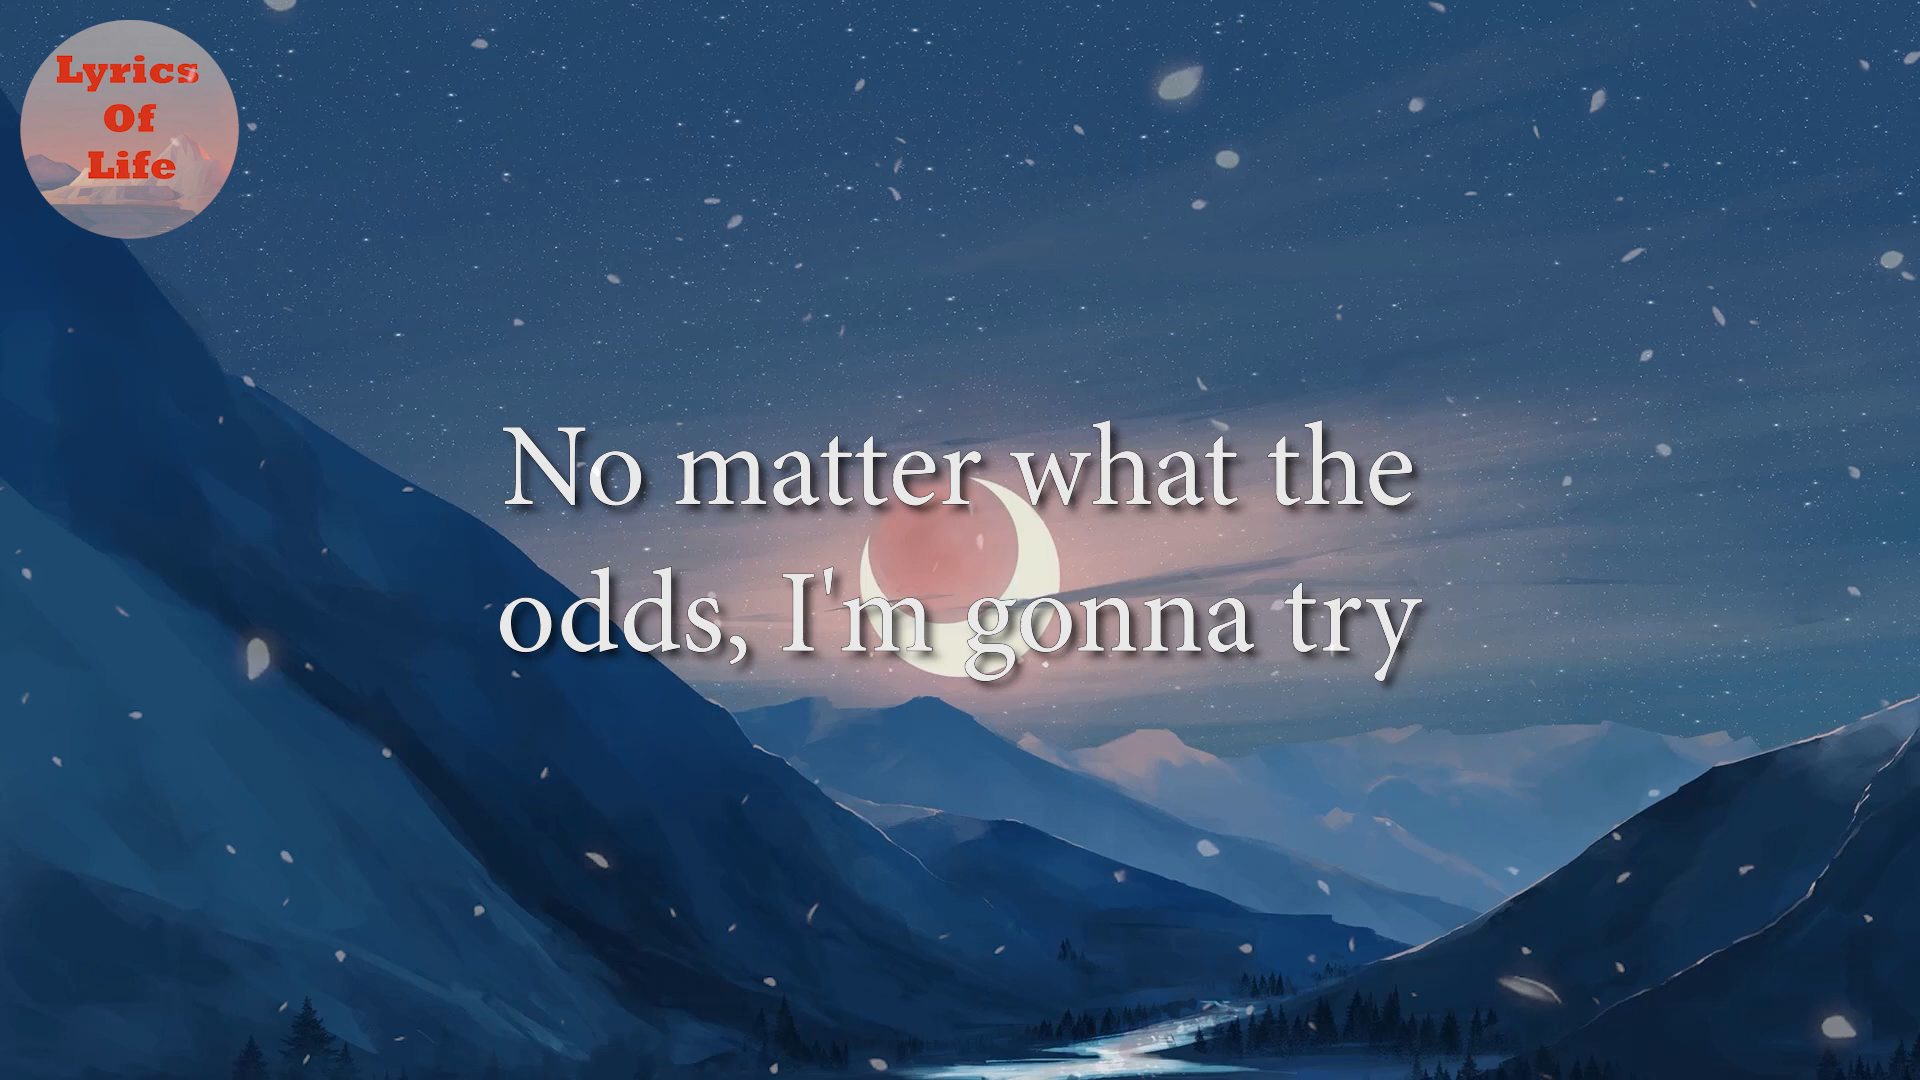 Lyrics
Of
Life
No matter what the
odds, I'm gonna try